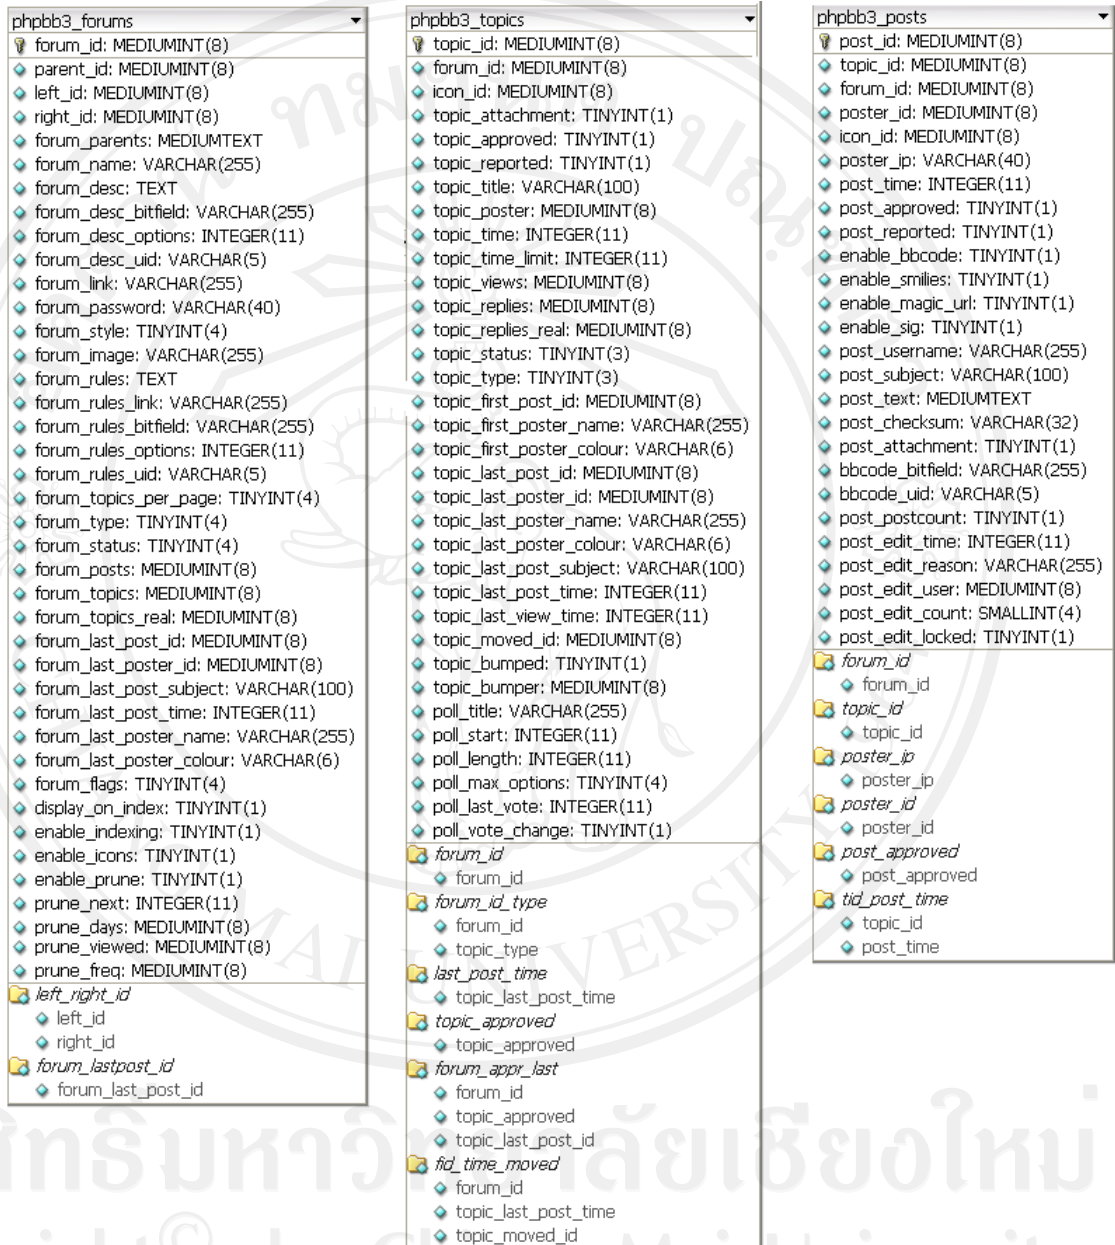 phpbb3_forums
forum_id: MEDIUMINT(8)
parent_id: MEDIUMINT(8)
left_id: MEDIUMINT(8)
right_id: MEDIUMINT(8)
forum_parents: MEDIUMTEXT
forum_name: VARCHAR(255)
forum_desc: TEXT
forum_desc_bitfield: VARCHAR(255)
forum_desc_options: INTEGER(11)
forum_desc_uid: VARCHAR(5)
forum_link: VARCHAR(255)
forum_password: VARCHAR(40)
forum_style: TINYINT(4)
forum_image: VARCHAR(255)
forum_rules: TEXT
forum_rules_link: VARCHAR(255)
forum_rules_bitfield: VARCHAR(255)
forum_rules_options: INTEGER(11)
forum_rules_uid: VARCHAR(5)
forum_topics_per_page: TINYINT(4)
forum_type: TINYINT(4)
forum_status: TINYINT(4)
forum_posts: MEDIUMINT(8)
forum_topics: MEDIUMINT(8)
forum_topics_real: MEDIUMINT(8)
forum_last_post_id: MEDIUMINT(8)
forum_last_poster_id: MEDIUMINT(8)
forum_last_post_subject: VARCHAR(100)
forum_last_post_time: INTEGER(11)
forum_last_poster_name: VARCHAR(255)
forum_last_poster_colour: VARCHAR(6)
forum_flags: TINYINT(4)
display_on_index: TINYINT(1)
enable_indexing: TINYINT(1)
enable_icons: TINYINT(1)
enable_prune: TINYINT(1)
prune_next: INTEGER(11)
prune_days: MEDIUMINT(8)
prune_viewed: MEDIUMINT(8)
prune_freq: MEDIUMINT(8)
left_right_id
left_id
right_id
forum_lastpost_id
forum_last_post_id
phpbb3_topics
topic_id: MEDIUMINT(8)
forum_id: MEDIUMINT(8)
icon_id: MEDIUMINT(8)
topic_attachment: TINYINT(1)
topic_approved: TINYINT(1)
topic_reported: TINYINT(1)
topic_title: VARCHAR(100)
topic_poster: MEDIUMINT(8)
topic_time: INTEGER(11)
topic_time_limit: INTEGER(11)
topic_views: MEDIUMINT(8)
topic_replies: MEDIUMINT(8)
topic_replies_real: MEDIUMINT(8)
topic_status: TINYINT(3)
topic_type: TINYINT(3)
topic_first_post_id: MEDIUMINT(8)
topic_first_poster_name: VARCHAR(255)
topic_first_poster_colour: VARCHAR(6)
topic_last_post_id: MEDIUMINT(8)
topic_last_poster_id: MEDIUMINT(8)
topic_last_poster_name: VARCHAR(255)
topic_last_poster_colour: VARCHAR(6)
topic_last_post_subject: VARCHAR(100)
topic_last_post_time: INTEGER(11)
topic_last_view_time: INTEGER(11)
topic_moved_id: MEDIUMINT(8)
topic_bumped: TINYINT(1)
topic_bumper: MEDIUMINT(8)
poll_title: VARCHAR(255)
poll_start: INTEGER(11)
poll_length: INTEGER(11)
poll_max_options: TINYINT(4)
poll_last_vote: INTEGER(11)
poll_vote_change: TINYINT(1)
forum_id
forum_id
forum_id_type
forum_id
topic_type
last_post_time
topic_last_post_time
topic_approved
topic_approved
forum_appr_last
forum_id
topic_approved
topic_last_post_id
fid_time_moved
forum_id
topic_last_post_time
topic_moved_id
phpbb3_posts
post_id: MEDIUMINT(8)
topic_id: MEDIUMINT(8)
forum_id: MEDIUMINT(8)
poster_id: MEDIUMINT(8)
icon_id: MEDIUMINT(8)
poster_ip: VARCHAR(40)
post_time: INTEGER(11)
post_approved: TINYINT(1)
post_reported: TINYINT(1)
enable_bbcode: TINYINT(1)
enable_smilies: TINYINT(1)
enable_magic_url: TINYINT(1)
enable_sig: TINYINT(1)
post_username: VARCHAR(255)
post_subject: VARCHAR(100)
post_text: MEDIUMTEXT
post_checksum: VARCHAR(32)
post_attachment: TINYINT(1)
bbcode_bitfield: VARCHAR(255)
bbcode_uid: VARCHAR(5)
post_postcount: TINYINT(1)
post_edit_time: INTEGER(11)
post_edit_reason: VARCHAR(255)
post_edit_user: MEDIUMINT(8)
post_edit_count: SMALLINT(4)
post_edit_locked: TINYINT(1)
forum_id
forum_id
topic_id
topic_id
poster_ip
poster_ip
poster_id
poster_id
post_approved
post_approved
tid_post_time
topic_id
post_time
MAI UNIVERSITY